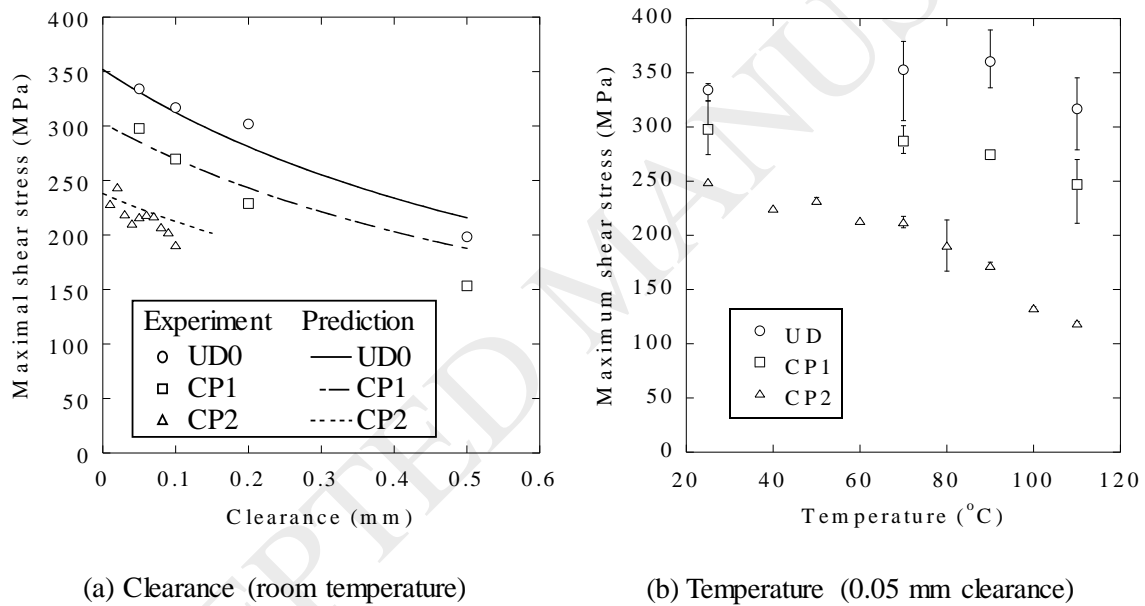 Maximal shear stress (MPa)
400
350
300
250
200
150
100
50
0
Experiment Prediction
UD0 UD0
CP1 CP1
CP2 CP2
0 0.1 0.2 0.3 0.4 0.5 0.6
Clearance (mm)
(a) Clearance (room temperature)
Maximum shear stress (MPa)
400
350
300
250
200
150
100
50
0
UD
CP1
CP2
20 40 60 80 100 120
Temperature (°C)
(b) Temperature (0.05 mm clearance)
EPTED MANUS